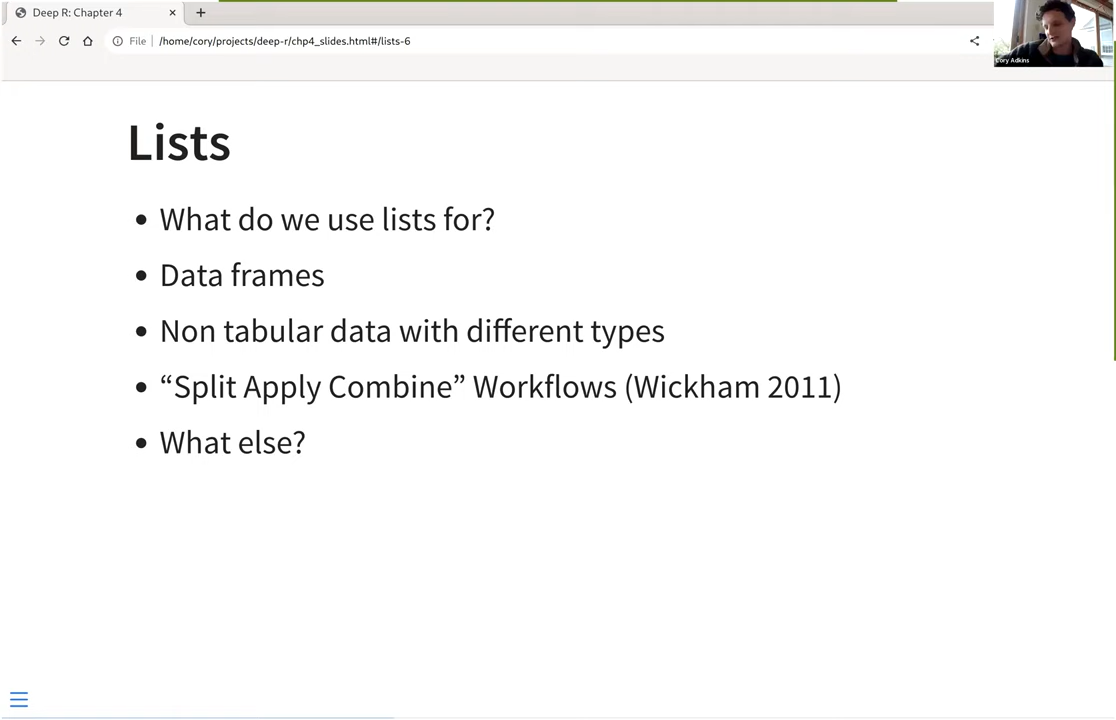 Deep R: Chapter 4
File
/home/cory/projects/deep-r/chp4_slides.html#/lists-6
Cory Adkins
Lists
What do we use lists for?
Data frames
Non tabular data with different types
“Split Apply Combine” Workflows (Wickham 2011)
What else?